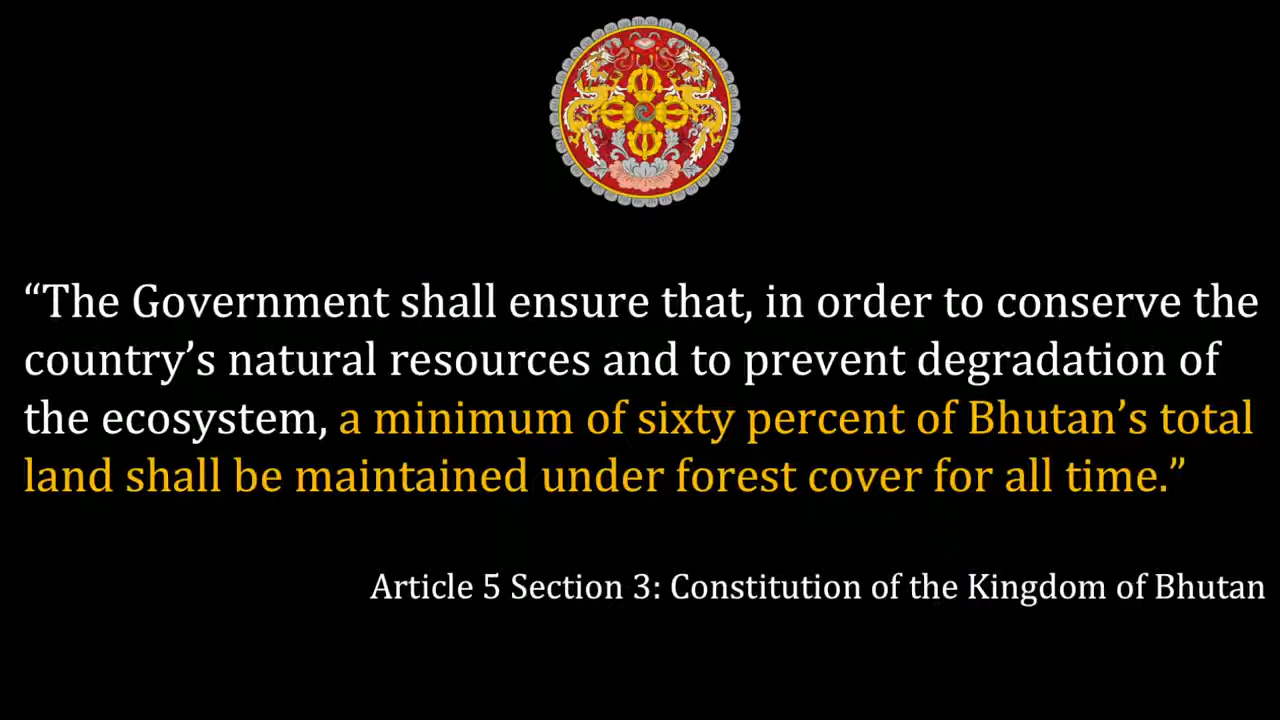 “The Government shall ensure that, in order to conserve the
country’s natural resources and to prevent degradation of
the ecosystem, a minimum of sixty percent of Bhutan’s total
land shall be maintained under forest cover for all time.”
Article 5 Section 3: Constitution of the Kingdom of Bhutan